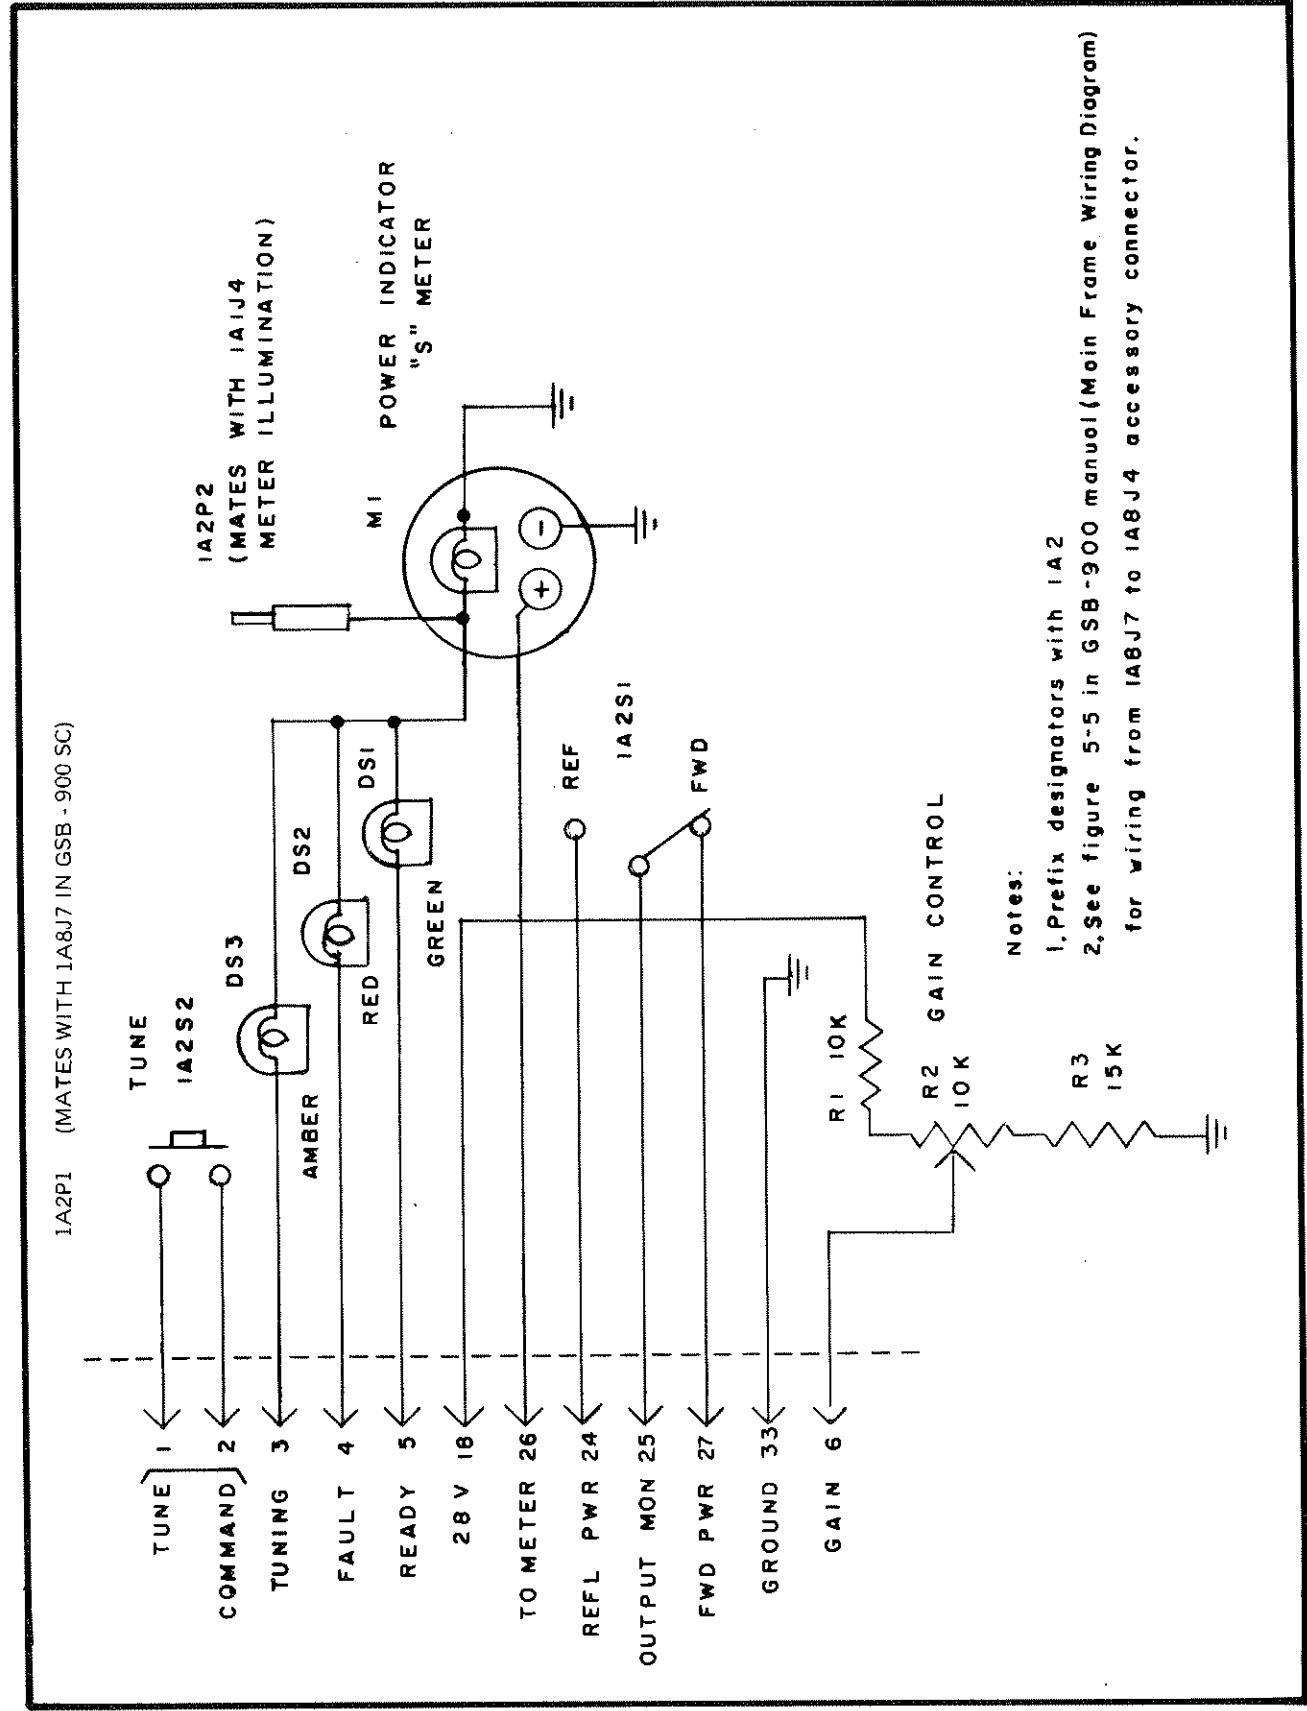 1A2P1 (MATES WITH 1A8J7 IN GSB - 900 SC)
TUNE
1A2S2
TUNE 1
COMMAND 2
TUNING 3
FAULT 4
READY 5
28V 18
TO METER 26
REFL PWR 24
OUTPUT MON 25
FWD PWR 27
GROUND 33
GAIN 6
AMBER
DS3
RED
DS2
GREEN
DS1
1A2P2
(MATES WITH 1A1J4
METER ILLUMINATION)
M1
POWER INDICATOR
"S" METER
+
-
REF
1A2S1
FWD
R1 10K
R2
10K
GAIN CONTROL
R3
15K
Notes:
1. Prefix designators with 1A2
2. See figure 5-5 in GSB-900 manual (Main Frame Wiring Diagram)
for wiring from 1A8J7 to 1A8J4 accessory connector.